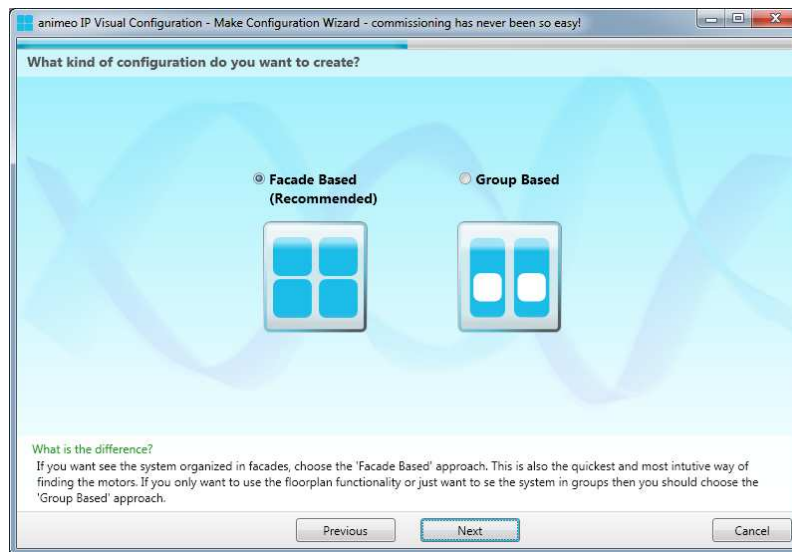 animeo IP Visual Configuration - Make Configuration Wizard - commissioning has never been so easy!
What kind of configuration do you want to create?
Facade Based
(Recommended)
Group Based
What is the difference?
If you want see the system organized in facades, choose the 'Facade Based' approach. This is also the quickest and most intutive way of
finding the motors. If you only want to use the floorplan functionality or just want to se the system in groups then you should choose the
'Group Based' approach.
Previous
Next
Cancel